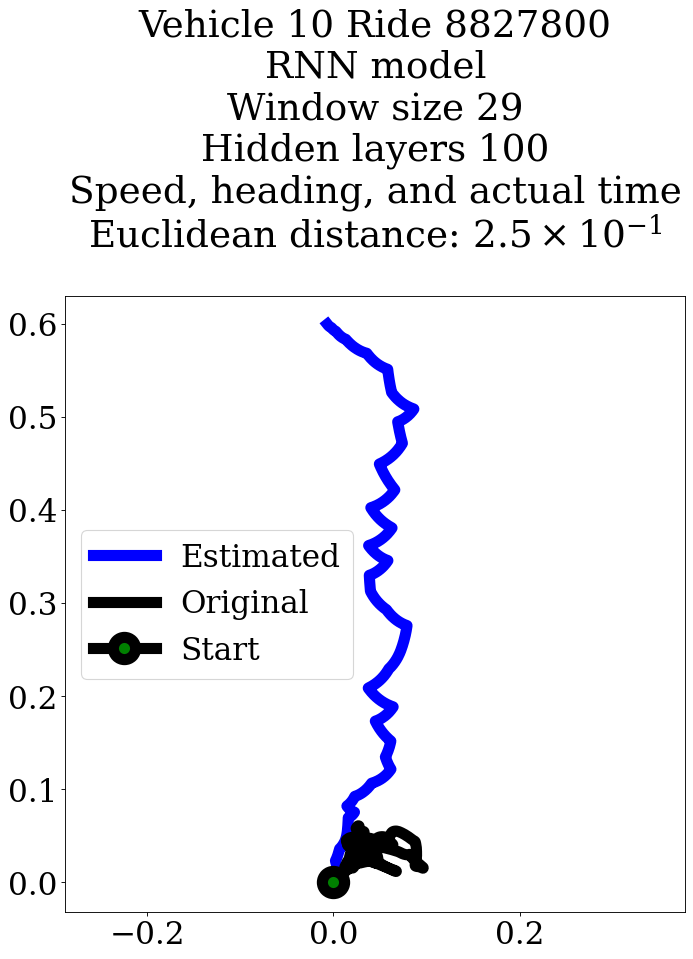 Vehicle 10 Ride 8827800
RNN model
Window size 29
Hidden layers 100
Speed, heading, and actual time
Euclidean distance: 2.5 × 10⁻¹
0.6
0.5
0.4
0.3
0.2
0.1
0.0
Estimated
Original
Start
−0.2 0.0 0.2